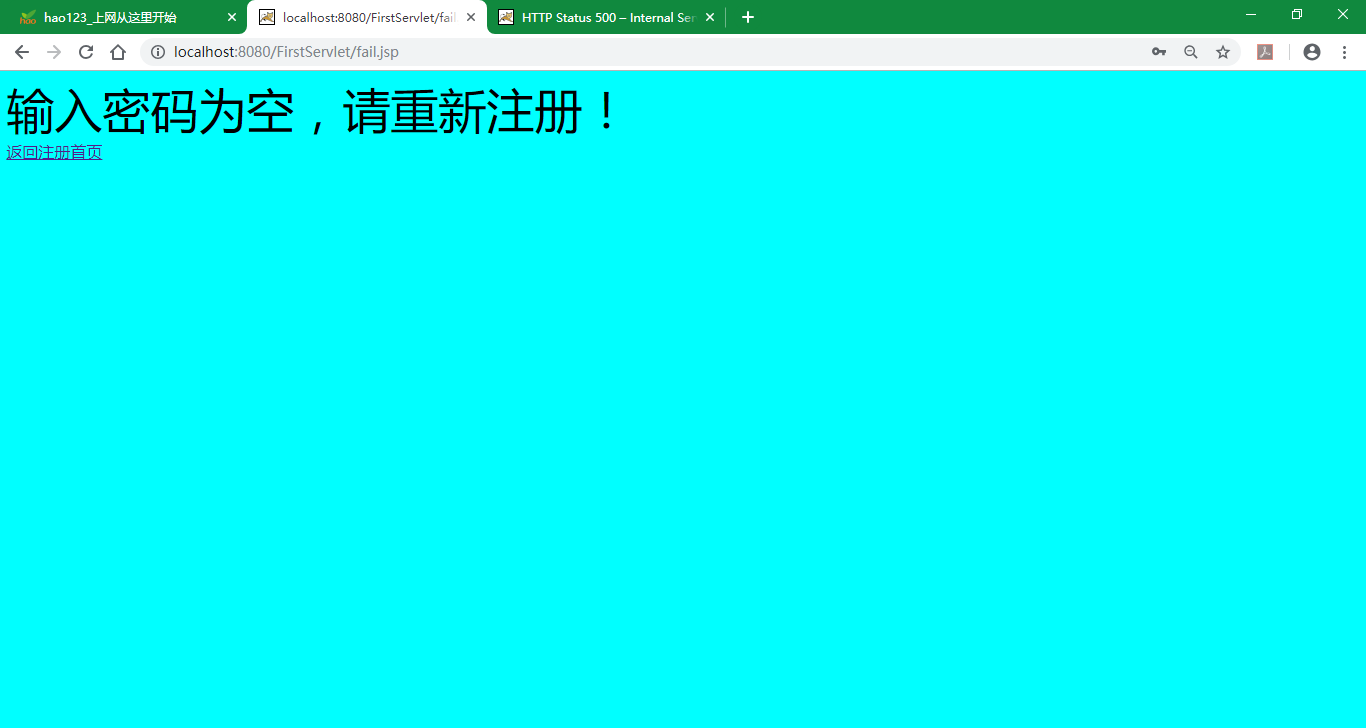 hao123_上网从这里开始
localhost:8080/FirstServlet/fail
HTTP Status 500 – Internal Ser
localhost:8080/FirstServlet/fail.jsp
输入密码为空，请重新注册！
返回注册首页